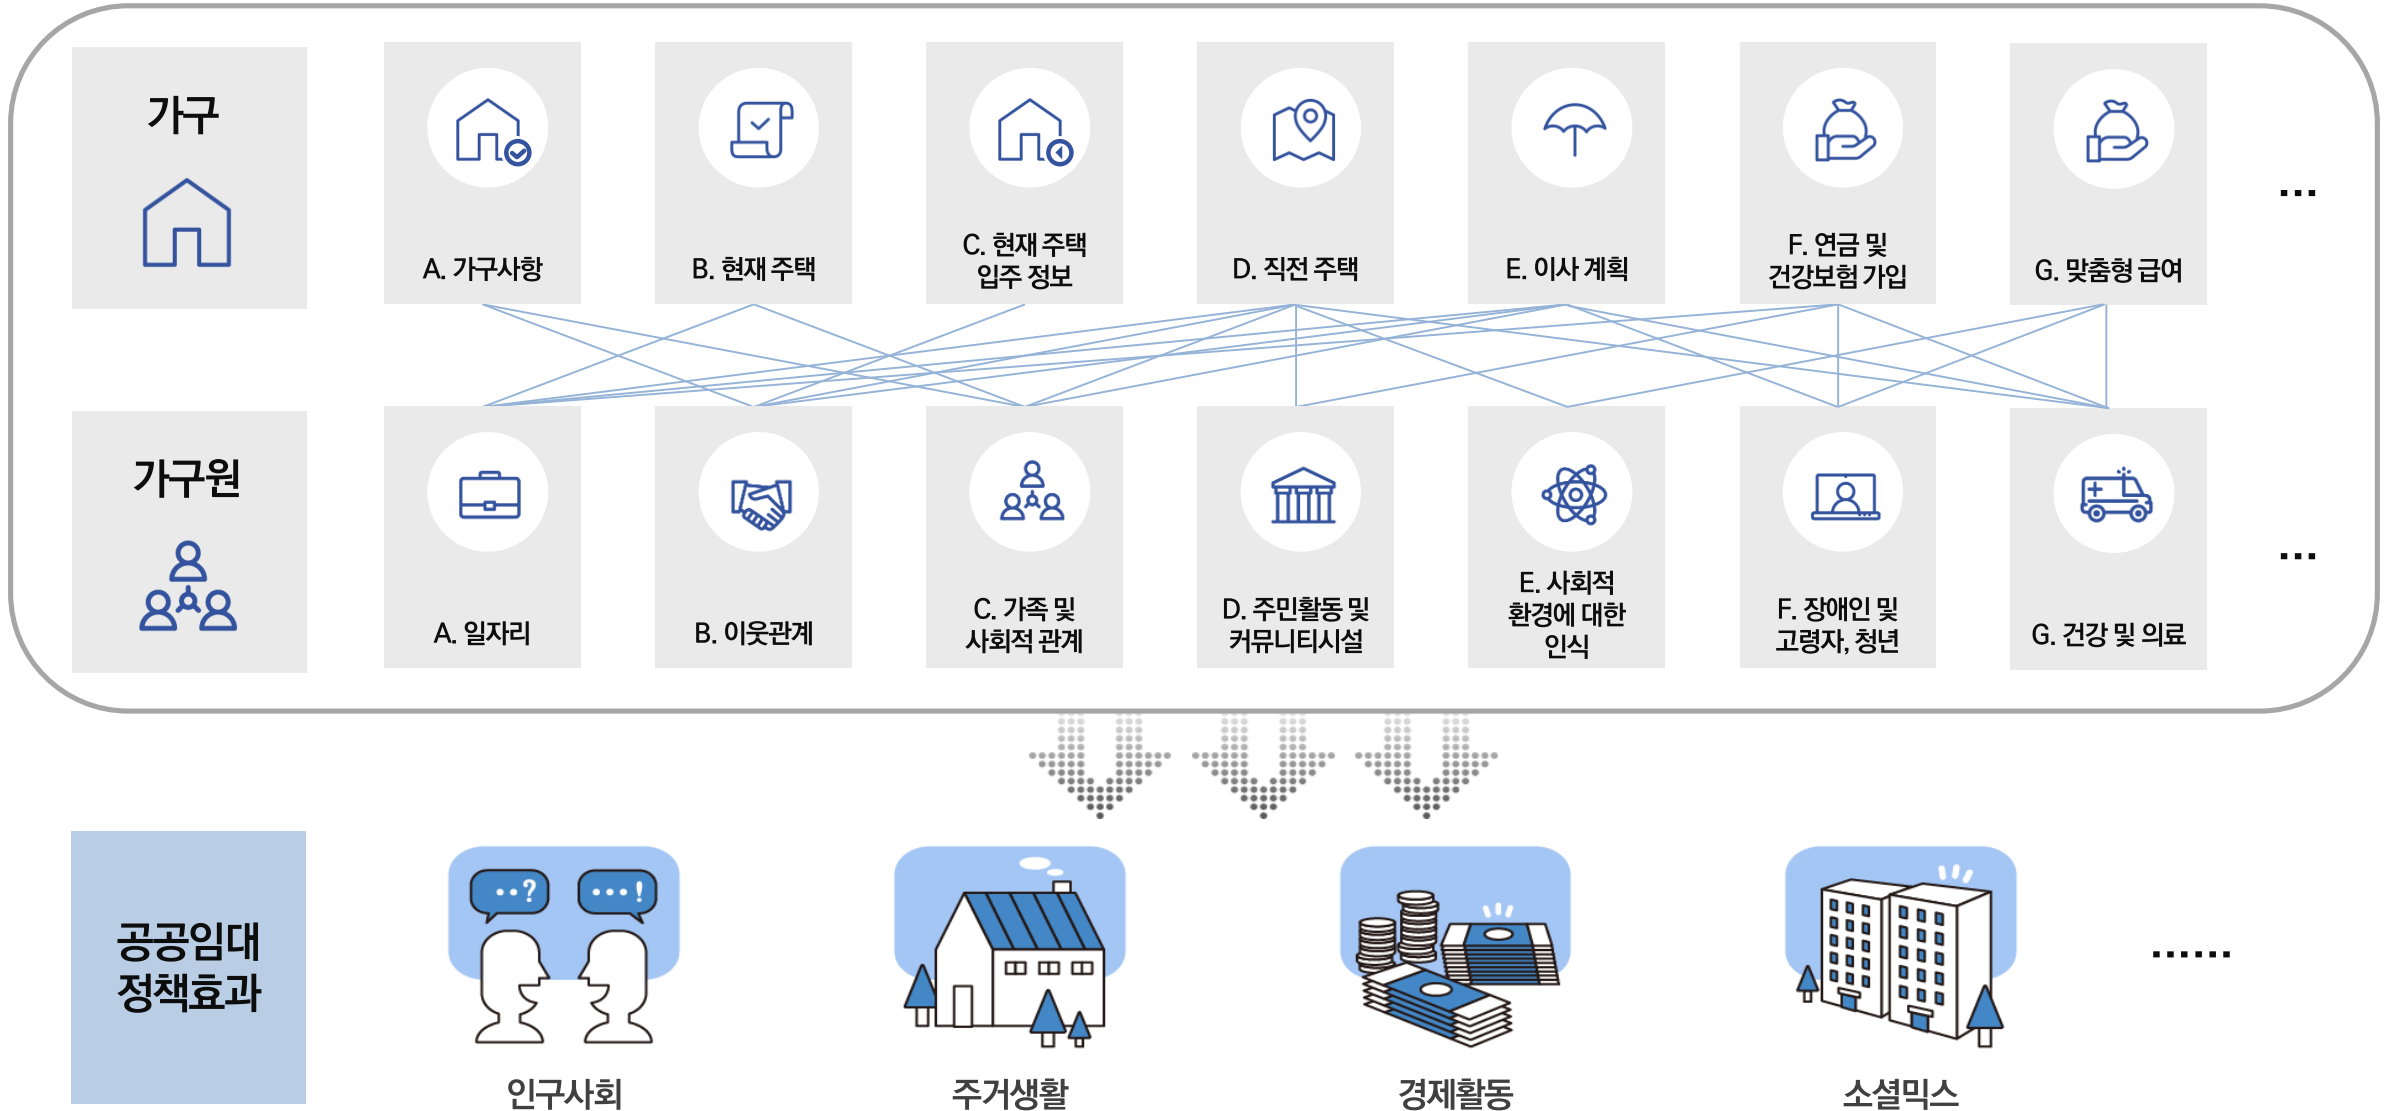 가구
A. 가구사항
B. 현재 주택
C. 현재 주택
입주 정보
D. 직전 주택
E. 이사 계획
F. 연금 및
건강보험 가입
G. 맞춤형 급여
...
가구원
A. 일자리
B. 이웃관계
C. 가족 및
사회적 관계
D. 주민활동 및
커뮤니티시설
E. 사회적
환경에 대한
인식
F. 장애인 및
고령자, 청년
G. 건강 및 의료
...
공공임대
정책효과
..?
...!
인구사회
주거생활
경제활동
소셜믹스
......